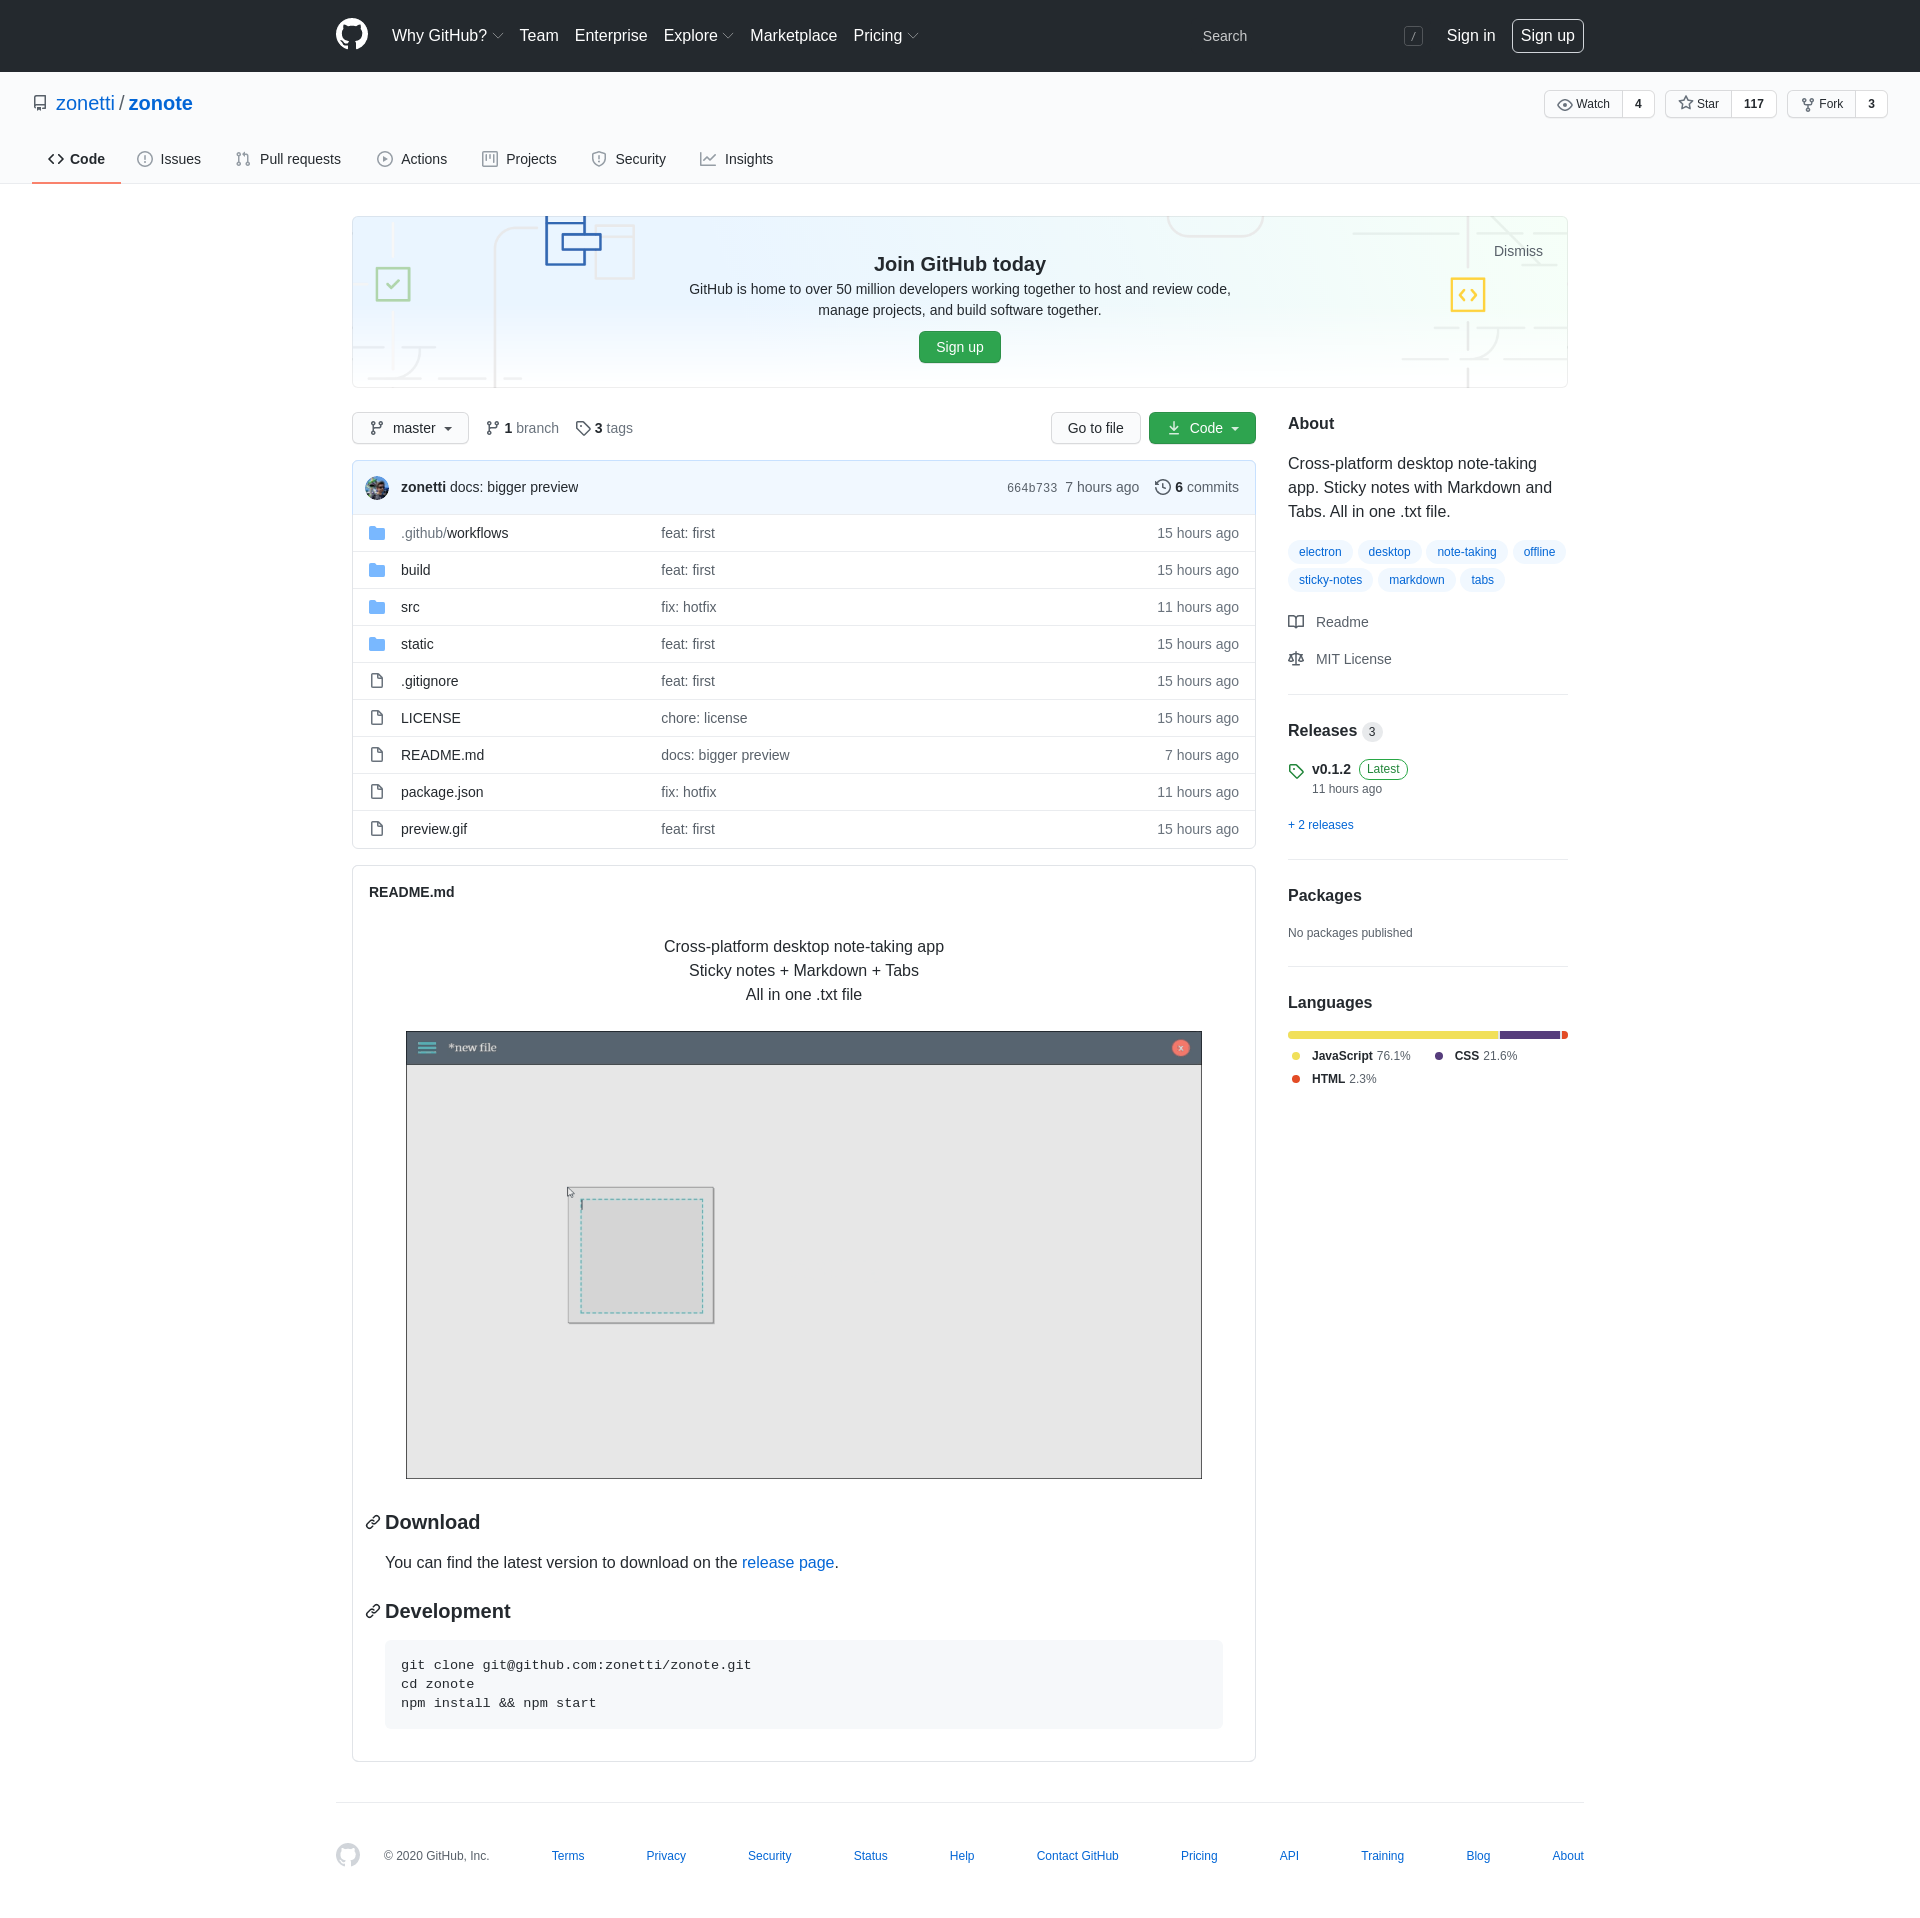 Why GitHub? Team Enterprise Explore Marketplace Pricing Search / Sign in Sign up
zonetti / zonote Watch 4 Star 117 Fork 3
Code Issues Pull requests Actions Projects Security Insights
Dismiss
Join GitHub today
GitHub is home to over 50 million developers working together to host and review code,
manage projects, and build software together.
Sign up
master 1 branch 3 tags Go to file Code
zonetti docs: bigger preview 664b733 7 hours ago 6 commits
.github/workflows feat: first 15 hours ago
build feat: first 15 hours ago
src fix: hotfix 11 hours ago
static feat: first 15 hours ago
.gitignore feat: first 15 hours ago
LICENSE chore: license 15 hours ago
README.md docs: bigger preview 7 hours ago
package.json fix: hotfix 11 hours ago
preview.gif feat: first 15 hours ago
README.md
Cross-platform desktop note-taking app
Sticky notes + Markdown + Tabs
All in one .txt file
*new file
Download
You can find the latest version to download on the release page.
Development
git clone git@github.com:zonetti/zonote.git
cd zonote
npm install && npm start
About
Cross-platform desktop note-taking
app. Sticky notes with Markdown and
Tabs. All in one .txt file.
electron desktop note-taking offline
sticky-notes markdown tabs
Readme
MIT License
Releases 3
v0.1.2 Latest
11 hours ago
+ 2 releases
Packages
No packages published
Languages
JavaScript 76.1% CSS 21.6%
HTML 2.3%
© 2020 GitHub, Inc. Terms Privacy Security Status Help Contact GitHub Pricing API Training Blog About